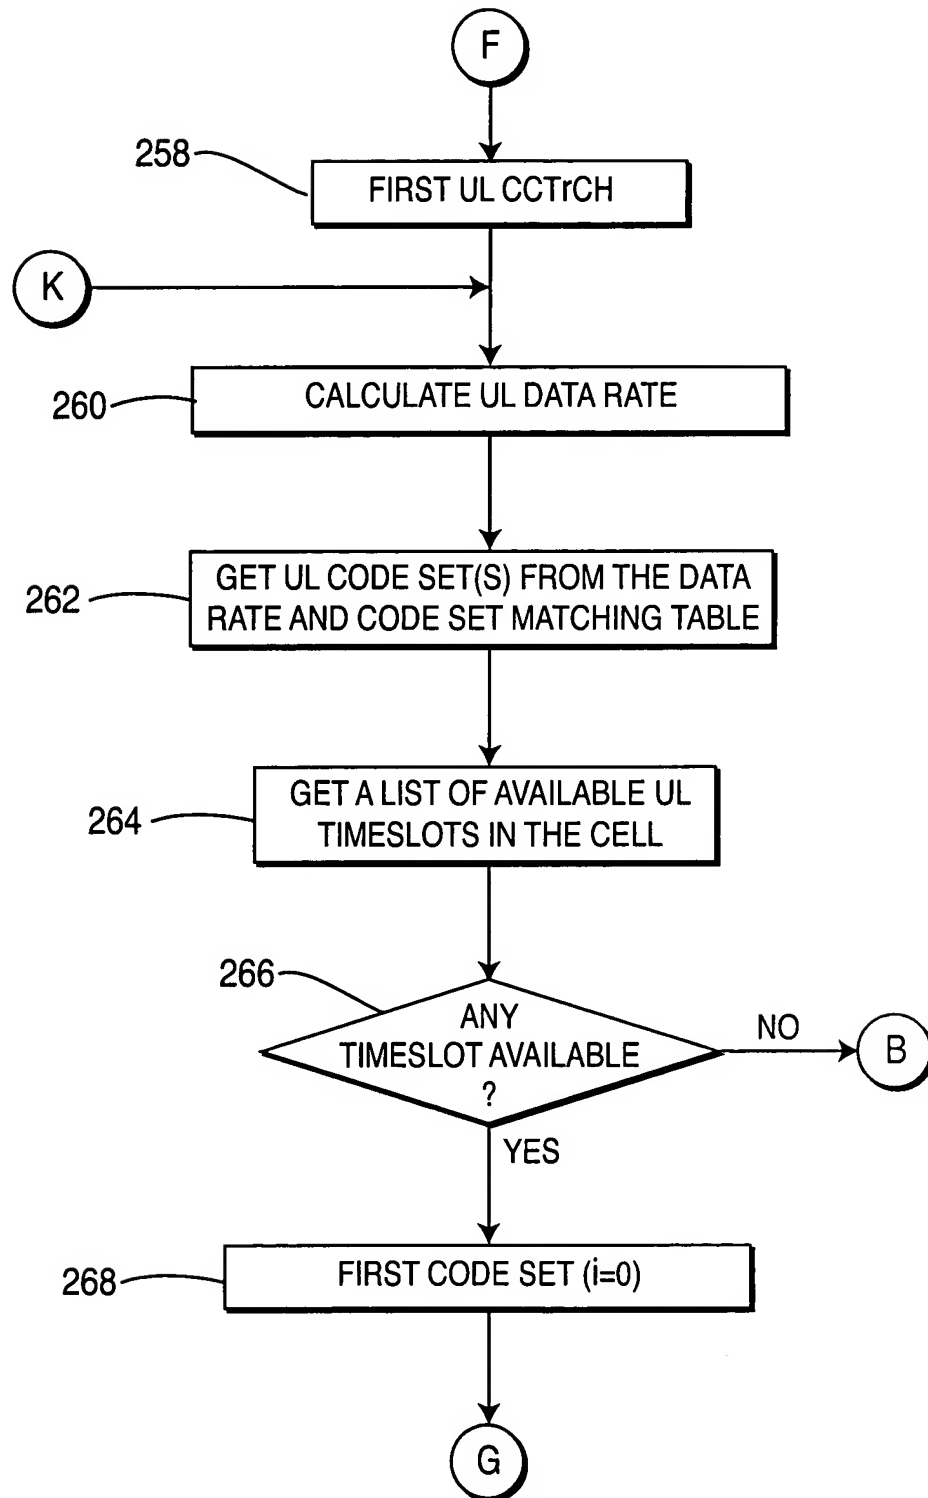 F
258
FIRST UL CCTrCH
K
260
CALCULATE UL DATA RATE
262
GET UL CODE SET(S) FROM THE DATA
RATE AND CODE SET MATCHING TABLE
264
GET A LIST OF AVAILABLE UL
TIMESLOTS IN THE CELL
266
ANY
TIMESLOT AVAILABLE
?
NO
B
YES
268
FIRST CODE SET (i=0)
G